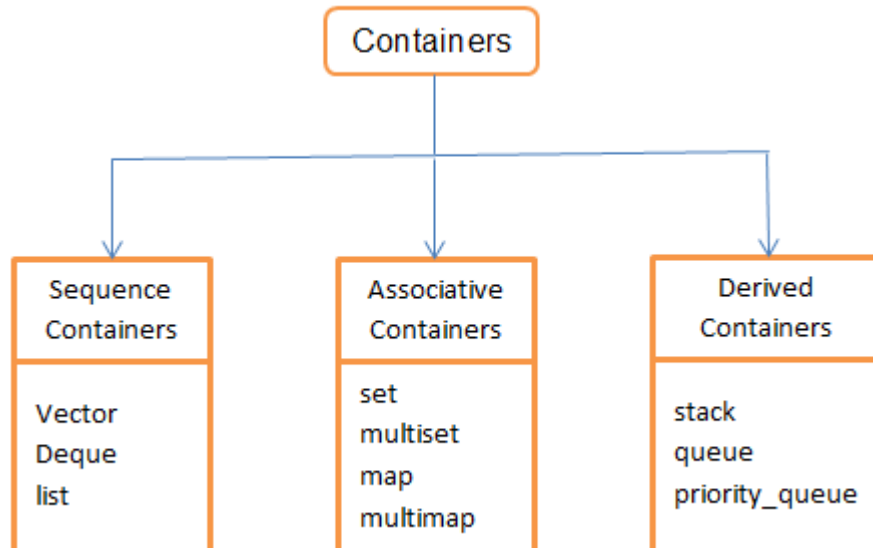 Containers
Sequence
Containers
Vector
Deque
list
Associative
Containers
set
multiset
map
multimap
Derived
Containers
stack
queue
priority_queue